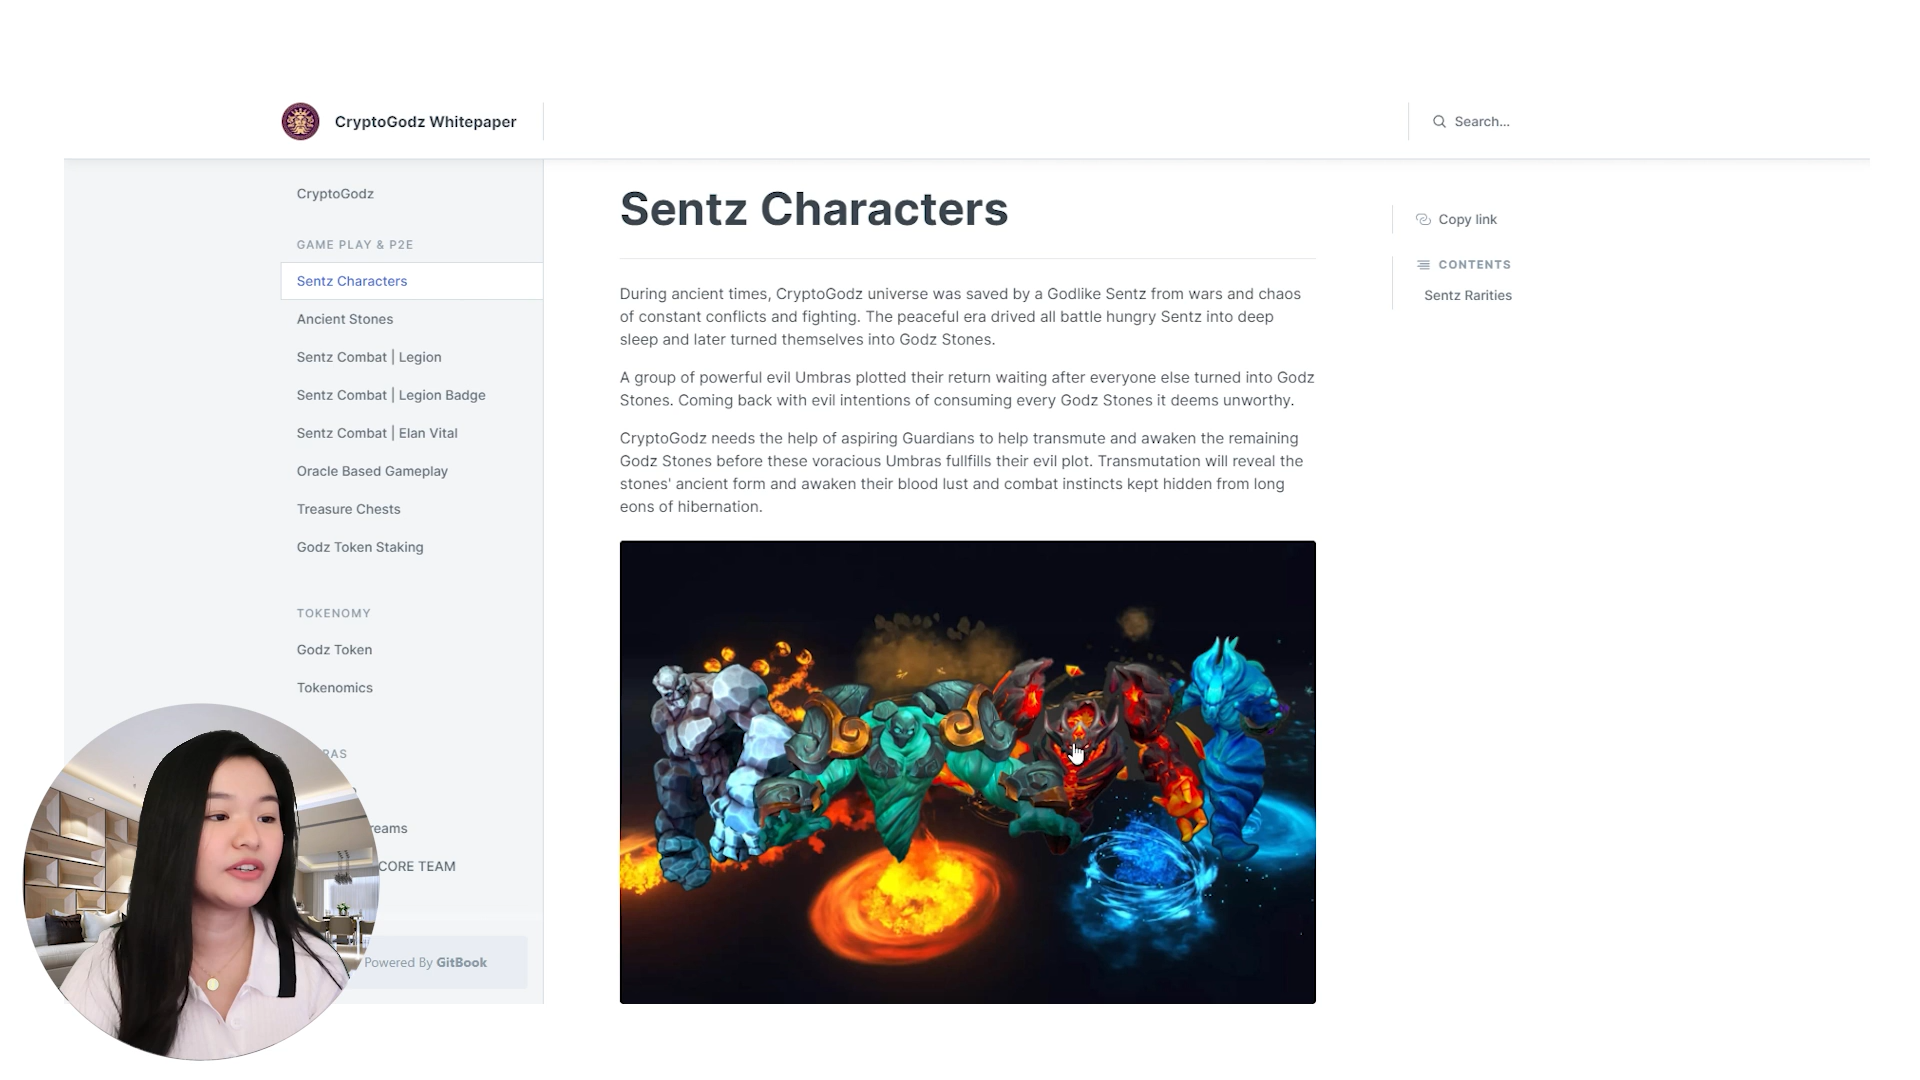 CryptoGodz Whitepaper
Search...
CryptoGodz
GAME PLAY & P2E
Sentz Characters
Ancient Stones
Sentz Combat | Legion
Sentz Combat | Legion Badge
Sentz Combat | Elan Vital
Oracle Based Gameplay
Treasure Chests
Godz Token Staking
TOKENOMY
Godz Token
Tokenomics
RAS
reams
CORE TEAM
Powered By GitBook
Sentz Characters
During ancient times, CryptoGodz universe was saved by a Godlike Sentz from wars and chaos
of constant conflicts and fighting. The peaceful era drived all battle hungry Sentz into deep
sleep and later turned themselves into Godz Stones.
A group of powerful evil Umbras plotted their return waiting after everyone else turned into Godz
Stones. Coming back with evil intentions of consuming every Godz Stones it deems unworthy.
CryptoGodz needs the help of aspiring Guardians to help transmute and awaken the remaining
Godz Stones before these voracious Umbras fullfills their evil plot. Transmutation will reveal the
stones' ancient form and awaken their blood lust and combat instincts kept hidden from long
eons of hibernation.
Copy link
CONTENTS
Sentz Rarities